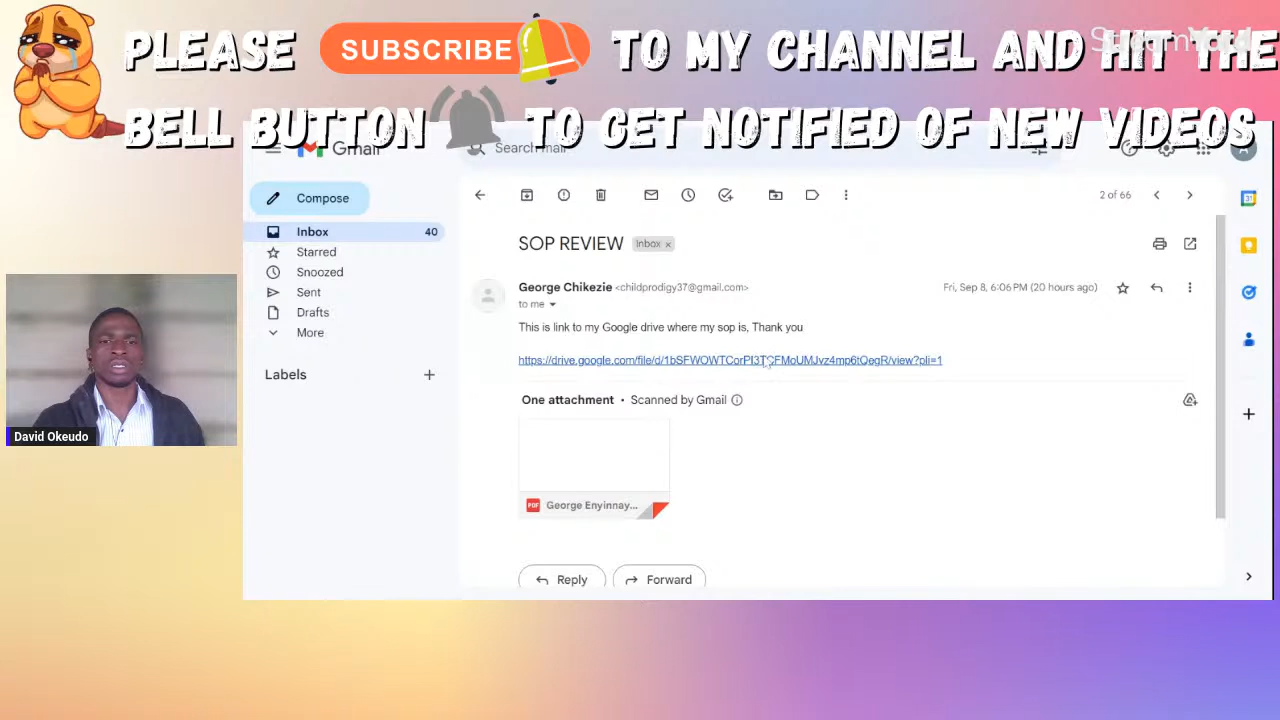 PLEASE SUBSCRIBE TO MY CHANNEL AND HIT THE
BELL BUTTON TO GET NOTIFIED OF NEW VIDEOS
StreamYard
Gmail
Search mail
Compose
Inbox 40
Starred
Snoozed
Sent
Drafts
More
Labels
2 of 66
SOP REVIEW Inbox x
George Chikezie <childprodigy37@gmail.com>
Fri, Sep 8, 6:06 PM (20 hours ago)
to me
This is link to my Google drive where my sop is, Thank you
One attachment • Scanned by Gmail
PDF George Enyinnay...
Reply Forward
David Okeudo
31
A